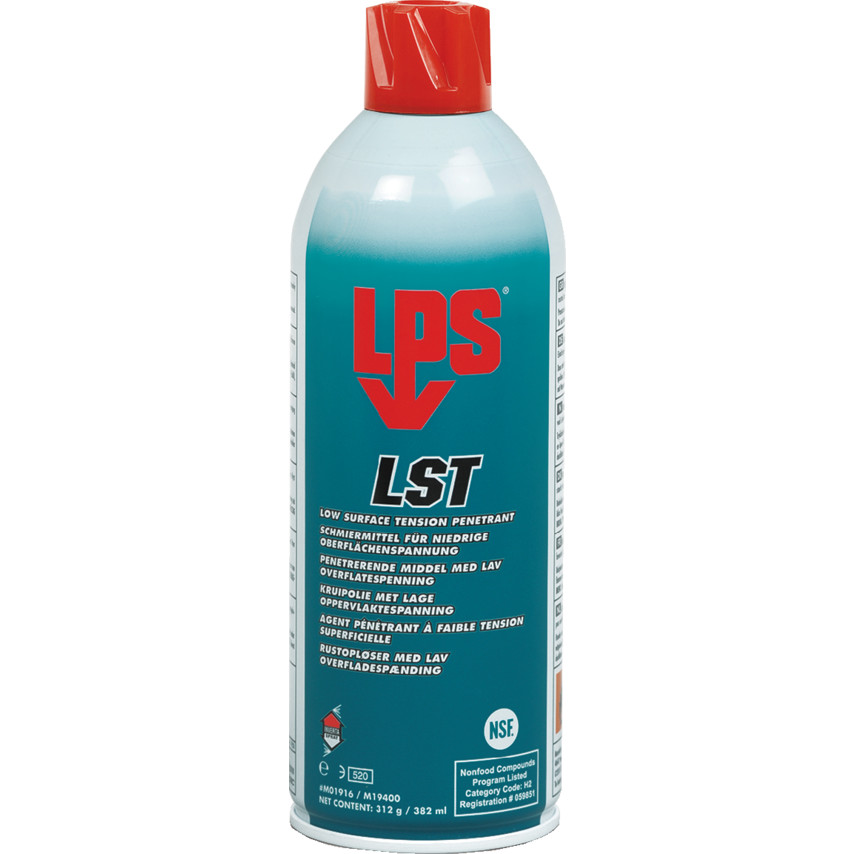 LPS®
LST
LOW SURFACE TENSION PENETRANT
SCHMIERMITTEL FÜR NIEDRIGE
OBERFLÄCHENSPANNUNG
PENETRERENDE MIDDEL MED LAV
OVERFLATESPENNING
KRUIPOLIE MET LAGE
OPPERVLAKTESPANNING
AGENT PÉNÉTRANT À FAIBLE TENSION
SUPERFICIELLE
RUSTOPLØSER MED LAV
OVERFLADESPÆNDING
NSF.
℮ 520
#M01916 / M19400
NET CONTENT: 312 g / 382 ml
Nonfood Compounds
Program Listed
Category Code: H2
Registration # 059851